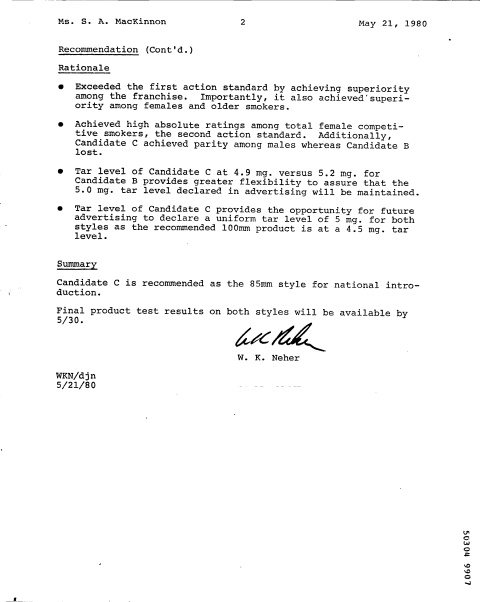 Ms. S. A. MacKinnon 2 May 21, 1980
Recommendation (Cont'd.)
Rationale
● Exceeded the first action standard by achieving superiority
among the franchise. Importantly, it also achieved superi-
ority among females and older smokers.
● Achieved high absolute ratings among total female competi-
tive smokers, the second action standard. Additionally,
Candidate C achieved parity among males whereas Candidate B
lost.
● Tar level of Candidate C at 4.9 mg. versus 5.2 mg. for
Candidate B provides greater flexibility to assure that the
5.0 mg. tar level declared in advertising will be maintained.
● Tar level of Candidate C provides the opportunity for future
advertising to declare a uniform tar level of 5 mg. for both
styles as the recommended 100mm product is at a 4.5 mg. tar
level.
Summary
Candidate C is recommended as the 85mm style for national intro-
duction.
Final product test results on both styles will be available by
5/30.
WK Neher
W. K. Neher
WKN/djn
5/21/80
50304 9907